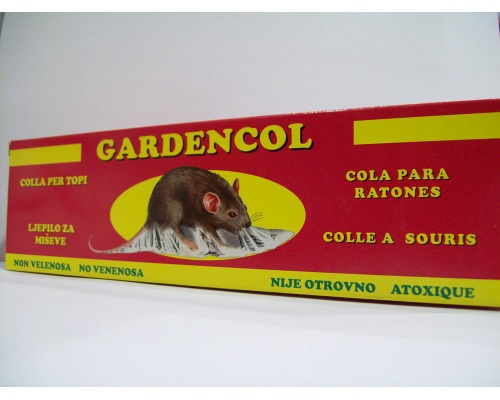 GARDENCOL
COLLA PER TOPI
COLA PARA
RATONES
LJEPILO ZA
MIŠEVE
COLLE A SOURIS
NON VELENOSA NO VENENOSA
NIJE OTROVNO ATOXIQUE